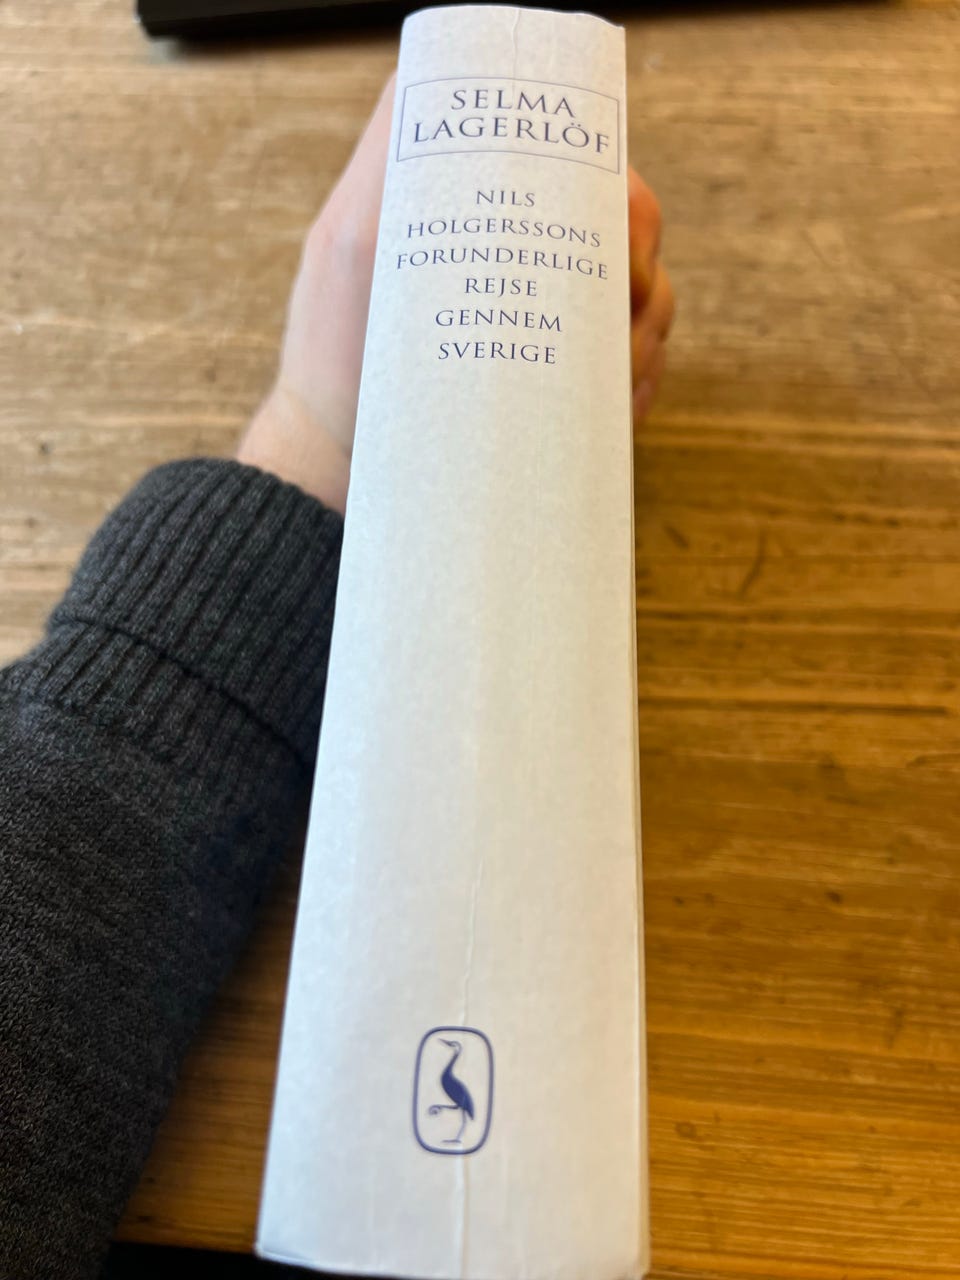 SELMA
LAGERLÖF
NILS
HOLGERSSONS
FORUNDERLIGE
REJSE
GENNEM
SVERIGE